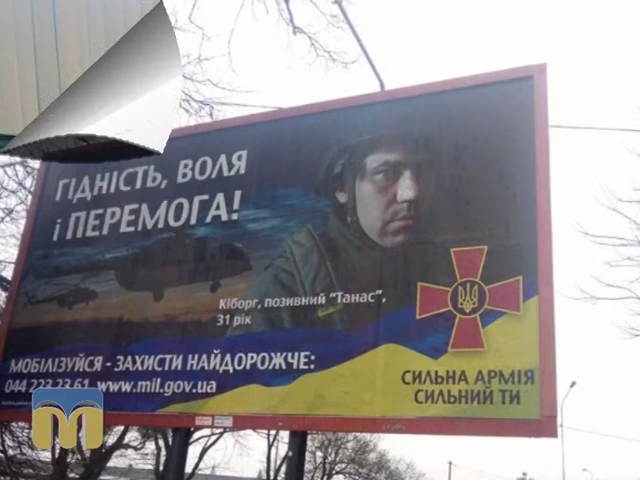 ГІДНІСТЬ, ВОЛЯ
і ПЕРЕМОГА!
Кіборг, позивний "Танас",
31 рік
МОБІЛІЗУЙСЯ - ЗАХИСТИ НАЙДОРОЖЧЕ:
044 223 23 61, www.mil.gov.ua
СИЛЬНА АРМІЯ
СИЛЬНИЙ ТИ
М